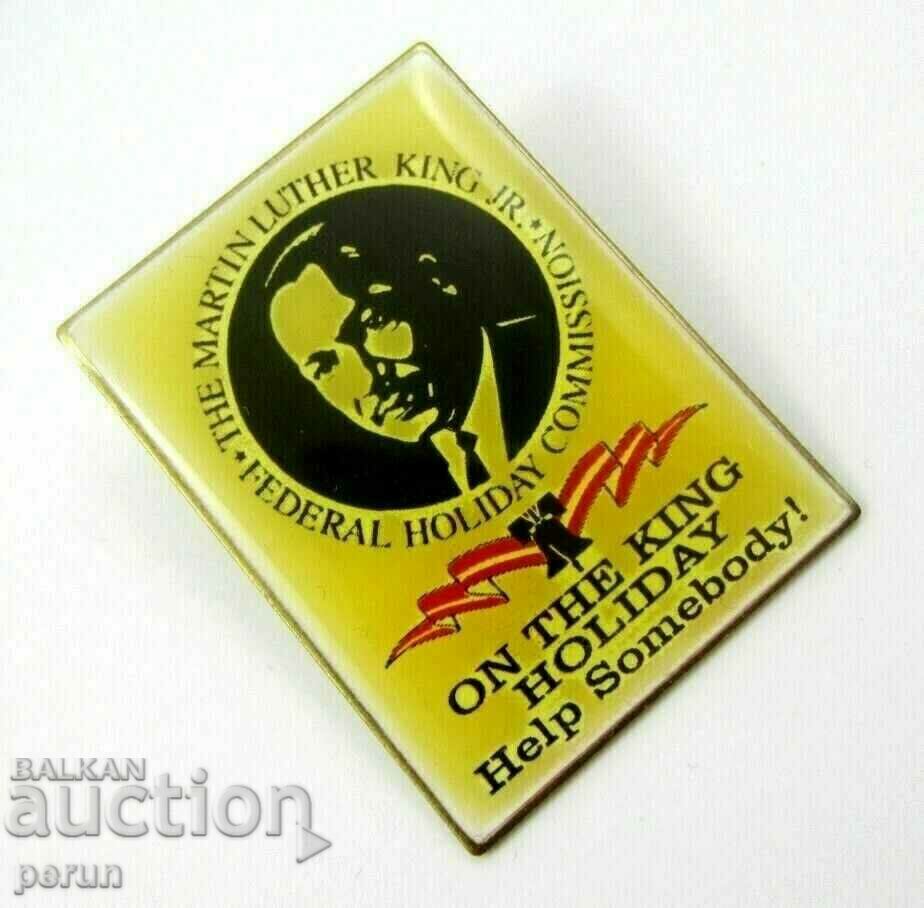 THE MARTIN LUTHER KING JR.
★ FEDERAL HOLIDAY COMMISSION ★
ON THE KING
HOLIDAY
Help Somebody!
BALKAN
auction
perun